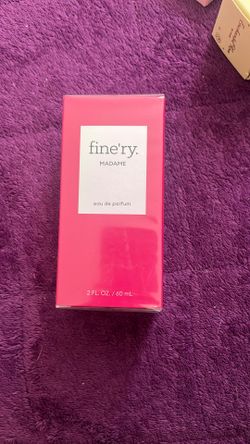 fine'ry.
MADAME
eau de parfum
2 FL. OZ. / 60 mL